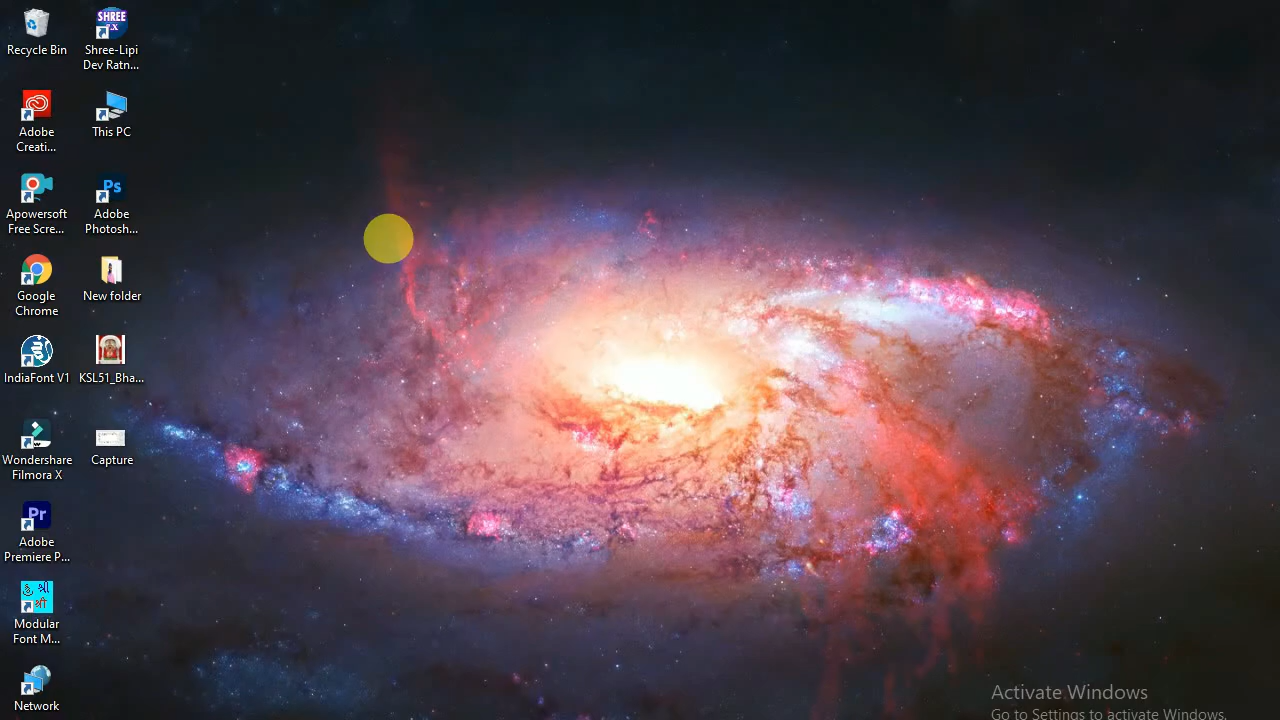 SHREE
7.X
Recycle Bin
Shree-Lipi
Dev Ratn...
Adobe
Creati...
This PC
Apowersoft
Free Scre...
Ps
Adobe
Photosh...
Google
Chrome
New folder
IndiaFont V1
KSL51_Bha...
Wondershare
Filmora X
Capture
Pr
Adobe
Premiere P...
श्री
Modular
Font M...
Network
Activate Windows
Go to Settings to activate Windows.